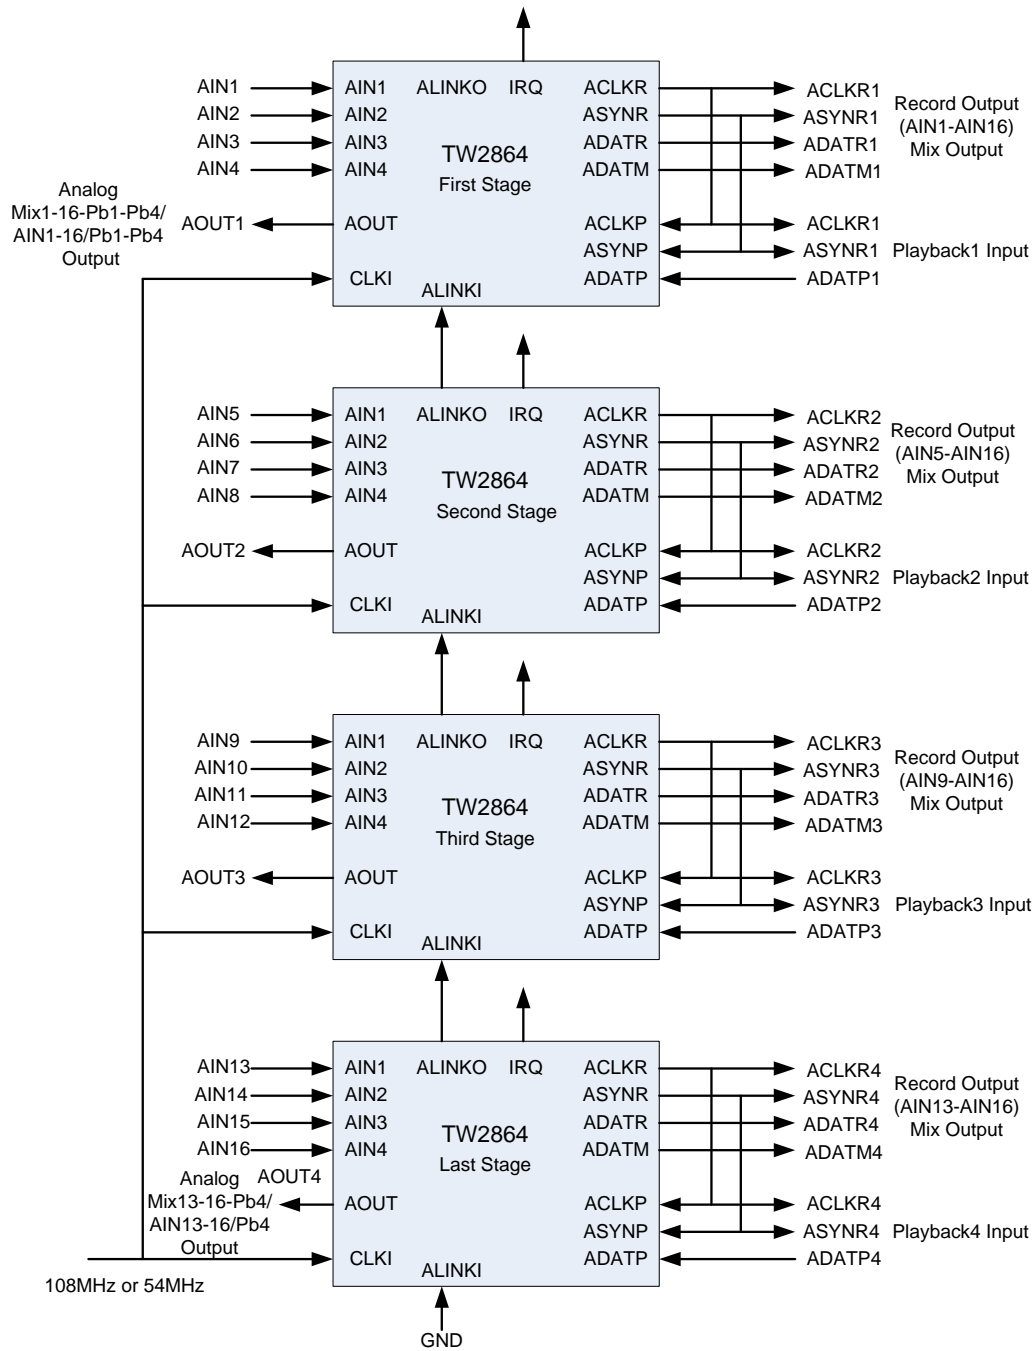 AIN1 AIN1 ALINKO IRQ ACLKR ACLKR1
AIN2 AIN2 ASYNR ASYNR1
AIN3 AIN3 ADATR ADATR1
AIN4 AIN4 ADATM ADATM1
Record Output
(AIN1-AIN16)
Mix Output
TW2864
First Stage
Analog
Mix1-16-Pb1-Pb4/
AIN1-16/Pb1-Pb4
Output
AOUT1 AOUT ACLKP ACLKR1
ASYNP ASYNR1 Playback1 Input
CLKI ADATP ADATP1
ALINKI
AIN5 AIN1 ALINKO IRQ ACLKR ACLKR2
AIN6 AIN2 ASYNR ASYNR2
AIN7 AIN3 ADATR ADATR2
AIN8 AIN4 ADATM ADATM2
Record Output
(AIN5-AIN16)
Mix Output
TW2864
Second Stage
AOUT2 AOUT ACLKP ACLKR2
ASYNP ASYNR2 Playback2 Input
CLKI ADATP ADATP2
ALINKI
AIN9 AIN1 ALINKO IRQ ACLKR ACLKR3
AIN10 AIN2 ASYNR ASYNR3
AIN11 AIN3 ADATR ADATR3
AIN12 AIN4 ADATM ADATM3
Record Output
(AIN9-AIN16)
Mix Output
TW2864
Third Stage
AOUT3 AOUT ACLKP ACLKR3
ASYNP ASYNR3 Playback3 Input
CLKI ADATP ADATP3
ALINKI
AIN13 AIN1 ALINKO IRQ ACLKR ACLKR4
AIN14 AIN2 ASYNR ASYNR4
AIN15 AIN3 ADATR ADATR4
AIN16 AIN4 ADATM ADATM4
Record Output
(AIN13-AIN16)
Mix Output
TW2864
Last Stage
Analog
Mix13-16-Pb4/
AIN13-16/Pb4
Output
AOUT4 AOUT ACLKP ACLKR4
ASYNP ASYNR4 Playback4 Input
CLKI ADATP ADATP4
ALINKI
108MHz or 54MHz
GND